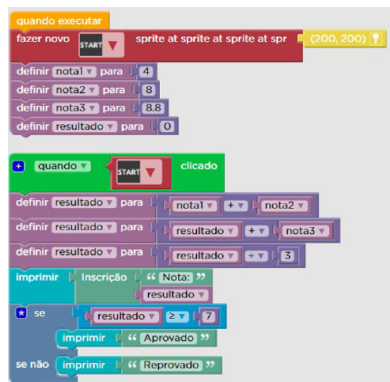 quando executar
fazer novo START sprite at sprite at sprite at spr (200, 200)
definir nota1 para 4
definir nota2 para 8
definir nota3 para 8.8
definir resultado para 0
+ quando START clicado
definir resultado para nota1 + nota2
definir resultado para resultado + nota3
definir resultado para resultado ÷ 3
imprimir Inscrição “ Nota: ”
resultado
se resultado ≥ 7
imprimir “ Aprovado ”
se não imprimir “ Reprovado ”